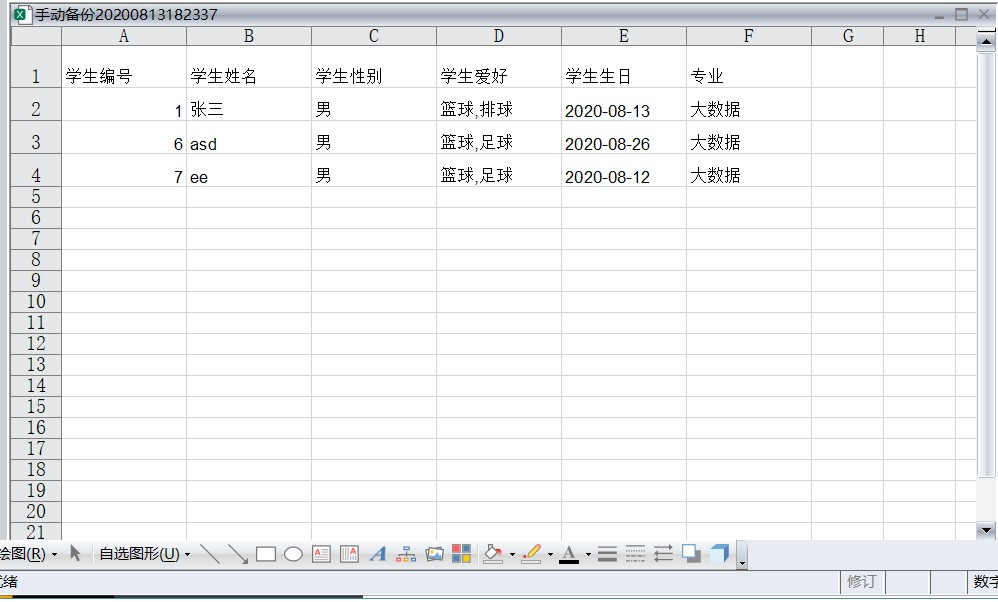 手动备份20200813182337
A B C D E F G H
1 学生编号 学生姓名 学生性别 学生爱好 学生生日 专业
2 1 张三 男 篮球,排球 2020-08-13 大数据
3 6 asd 男 篮球,足球 2020-08-26 大数据
4 7 ee 男 篮球,足球 2020-08-12 大数据
5
6
7
8
9
10
11
12
13
14
15
16
17
18
19
20
21
绘图(R) 自选图形(U)
绪 修订 数字